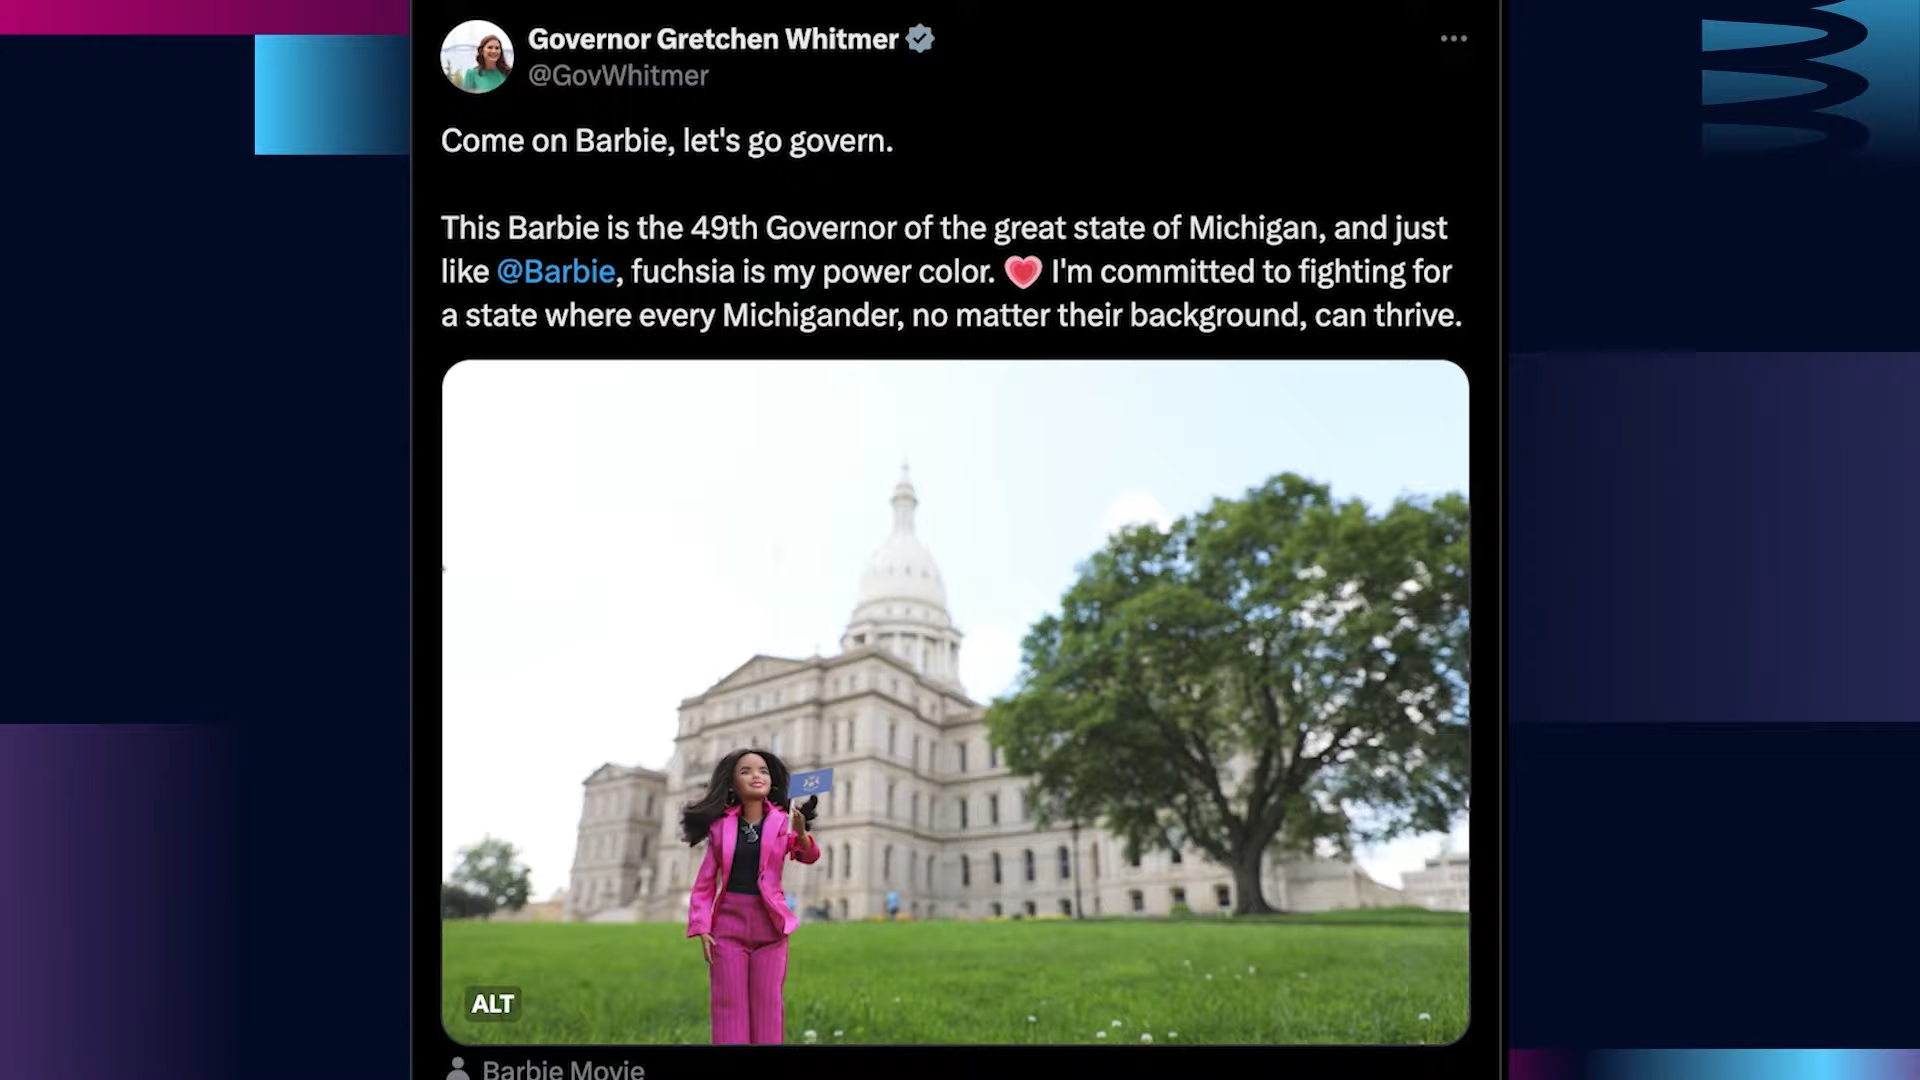 Governor Gretchen Whitmer
@GovWhitmer
Come on Barbie, let's go govern.
This Barbie is the 49th Governor of the great state of Michigan, and just
like @Barbie, fuchsia is my power color. I'm committed to fighting for
a state where every Michigander, no matter their background, can thrive.
ALT
Barbie Movie